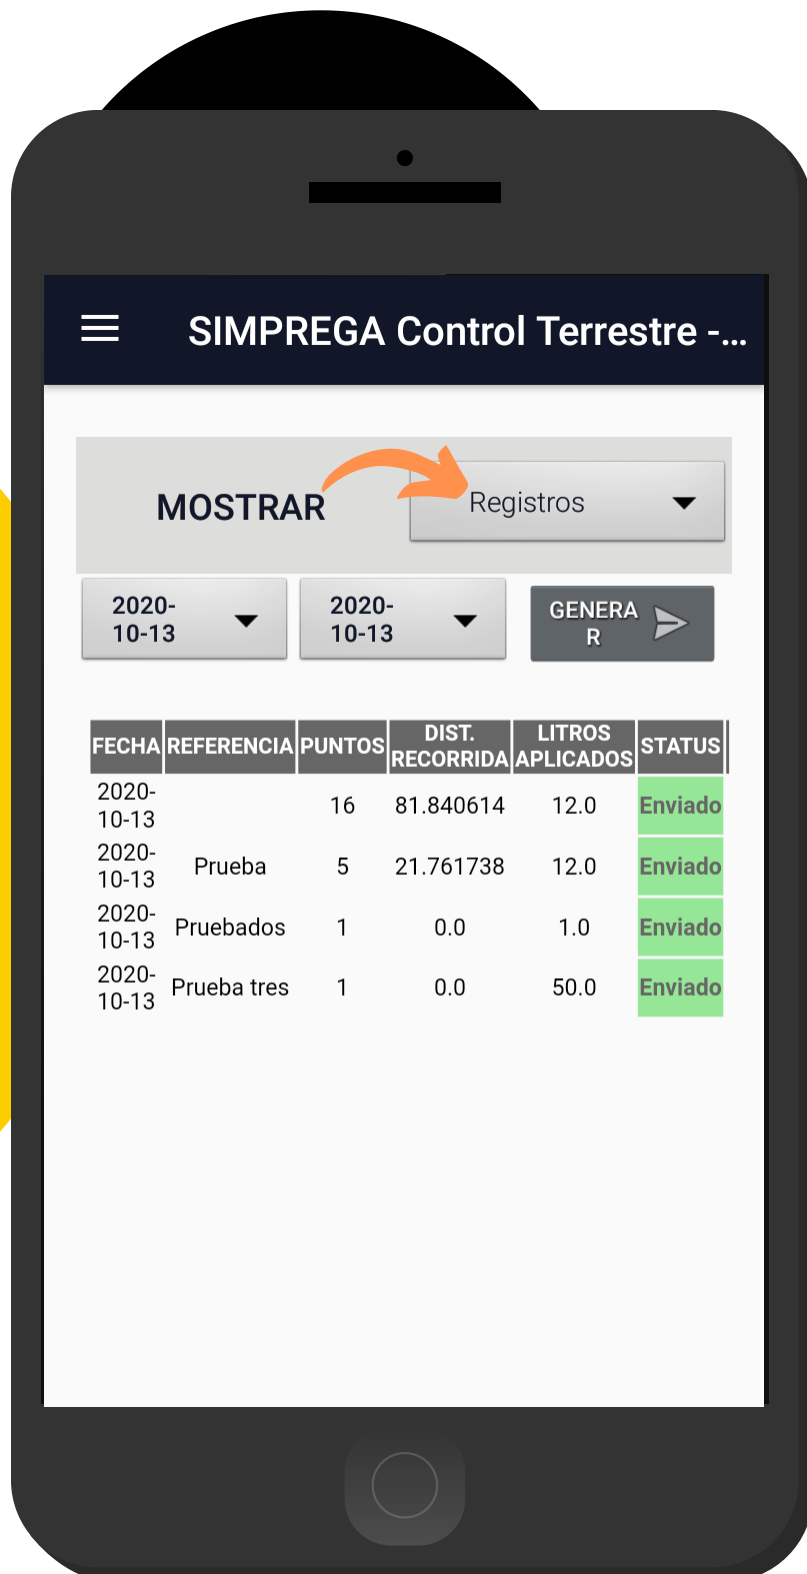 SIMPREGA Control Terrestre -...
MOSTRAR
Registros
2020-
10-13
2020-
10-13
GENERA
R
FECHA REFERENCIA PUNTOS DIST. RECORRIDA LITROS APLICADOS STATUS
2020-
10-13 16 81.840614 12.0 Enviado
2020-
10-13 Prueba 5 21.761738 12.0 Enviado
2020-
10-13 Pruebados 1 0.0 1.0 Enviado
2020-
10-13 Prueba tres 1 0.0 50.0 Enviado